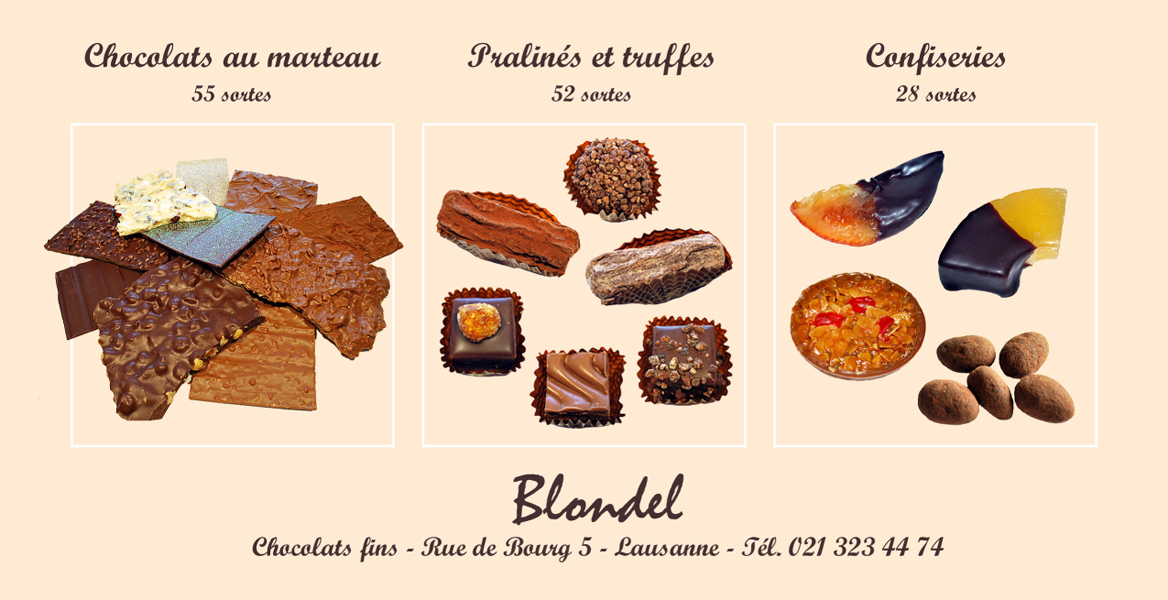 Chocolats au marteau
55 sortes
Pralinés et truffes
52 sortes
Confiseries
28 sortes
Blondel
Chocolats fins - Rue de Bourg 5 - Lausanne - Tél. 021 323 44 74